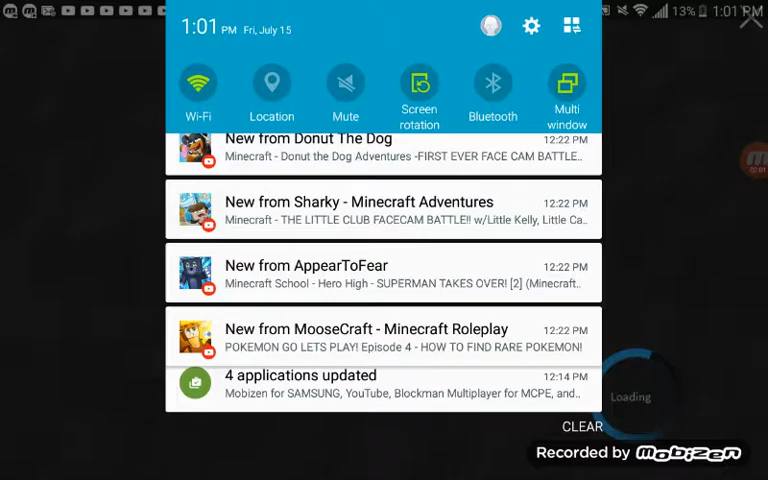 13% 1:01 PM
1:01 PM Fri, July 15
Wi-Fi
Location
Mute
Screen rotation
Bluetooth
Multi window
New from Donut The Dog 12:22 PM
Minecraft - Donut the Dog Adventures -FIRST EVER FACE CAM BATTLE..
New from Sharky - Minecraft Adventures 12:22 PM
Minecraft - THE LITTLE CLUB FACECAM BATTLE!! w/Little Kelly, Little Ca..
New from AppearToFear 12:22 PM
Minecraft School - Hero High - SUPERMAN TAKES OVER! [2] (Minecraft..
New from MooseCraft - Minecraft Roleplay 12:22 PM
POKEMON GO LETS PLAY! Episode 4 - HOW TO FIND RARE POKEMON!
4 applications updated 12:14 PM
Mobizen for SAMSUNG, YouTube, Blockman Multiplayer for MCPE, and..
Loading
CLEAR
Recorded by mobizen